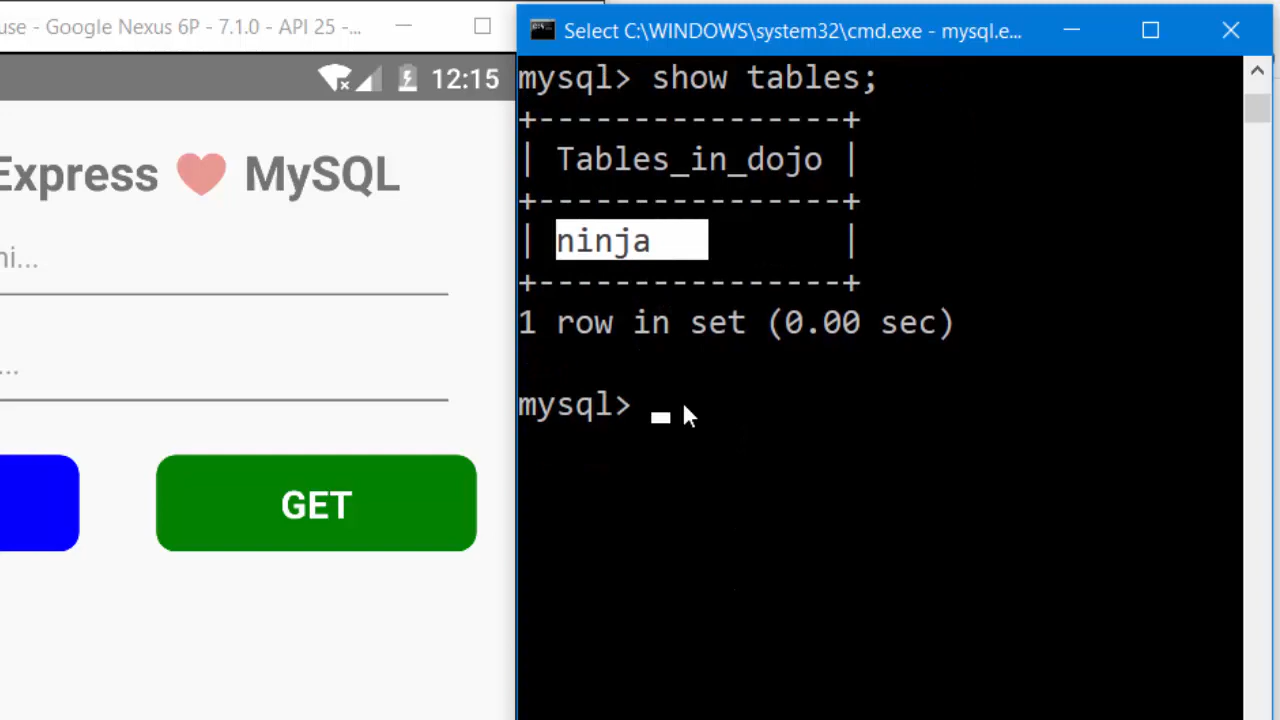 use - Google Nexus 6P - 7.1.0 - API 25 -...
12:15
Express ❤ MySQL
ni...
...
GET
Select C:\WINDOWS\system32\cmd.exe - mysql.e...
mysql> show tables;
+----------------+
| Tables_in_dojo |
+----------------+
| ninja          |
+----------------+
1 row in set (0.00 sec)
mysql>